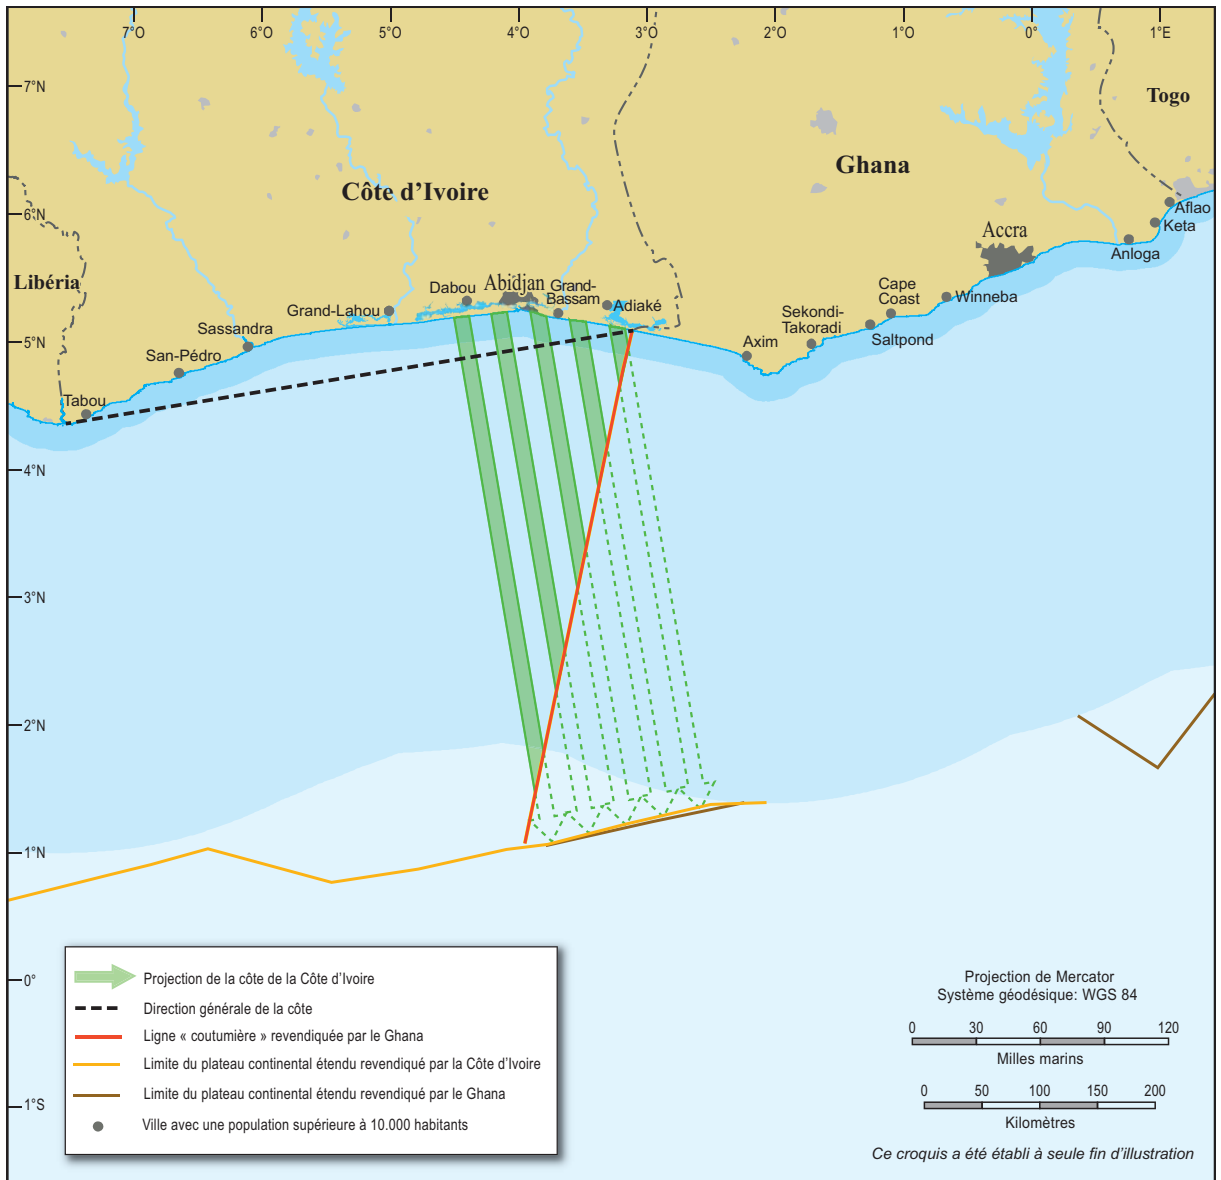 7°O
6°O
5°O
4°O
3°O
2°O
1°O
0°
1°E
7°N
6°N
5°N
4°N
3°N
2°N
1°N
0°
1°S
Togo
Ghana
Côte d'Ivoire
Libéria
Aflao
Keta
Anloga
Accra
Winneba
Cape
Coast
Saltpond
Sekondi-
Takoradi
Axim
Adiaké
Grand-
Bassam
Abidjan
Dabou
Grand-Lahou
Sassandra
San-Pédro
Tabou
Projection de la côte de la Côte d'Ivoire
Direction générale de la côte
Ligne « coutumière » revendiquée par le Ghana
Limite du plateau continental étendu revendiqué par la Côte d'Ivoire
Limite du plateau continental étendu revendiqué par le Ghana
Ville avec une population supérieure à 10.000 habitants
Projection de Mercator
Système géodésique: WGS 84
0 30 60 90 120
Milles marins
0 50 100 150 200
Kilomètres
Ce croquis a été établi à seule fin d'illustration